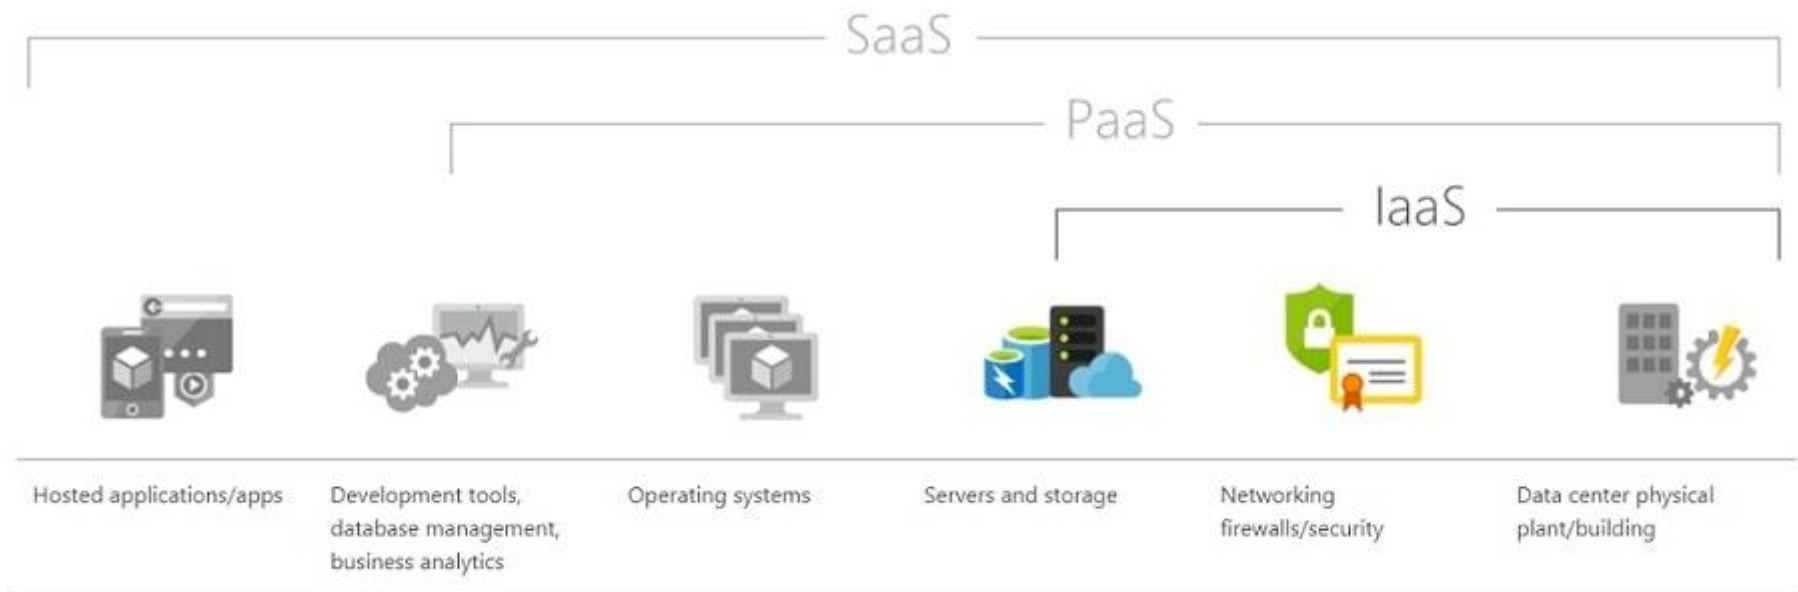 SaaS
PaaS
IaaS
Hosted applications/apps
Development tools,
database management,
business analytics
Operating systems
Servers and storage
Networking
firewalls/security
Data center physical
plant/building